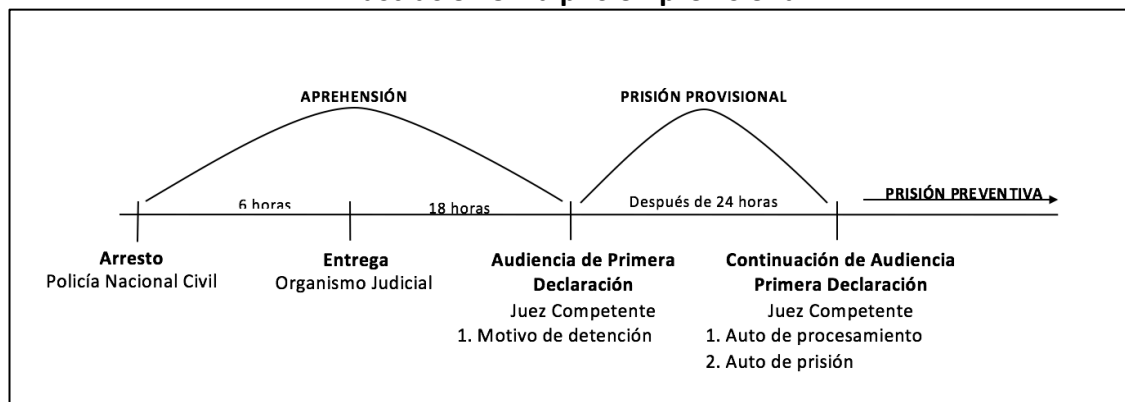 APREHENSIÓN
PRISIÓN PROVISIONAL
6 horas
18 horas
Después de 24 horas
PRISIÓN PREVENTIVA
Arresto
Policía Nacional Civil
Entrega
Organismo Judicial
Audiencia de Primera
Declaración
Juez Competente
1. Motivo de detención
Continuación de Audiencia
Primera Declaración
Juez Competente
1. Auto de procesamiento
2. Auto de prisión